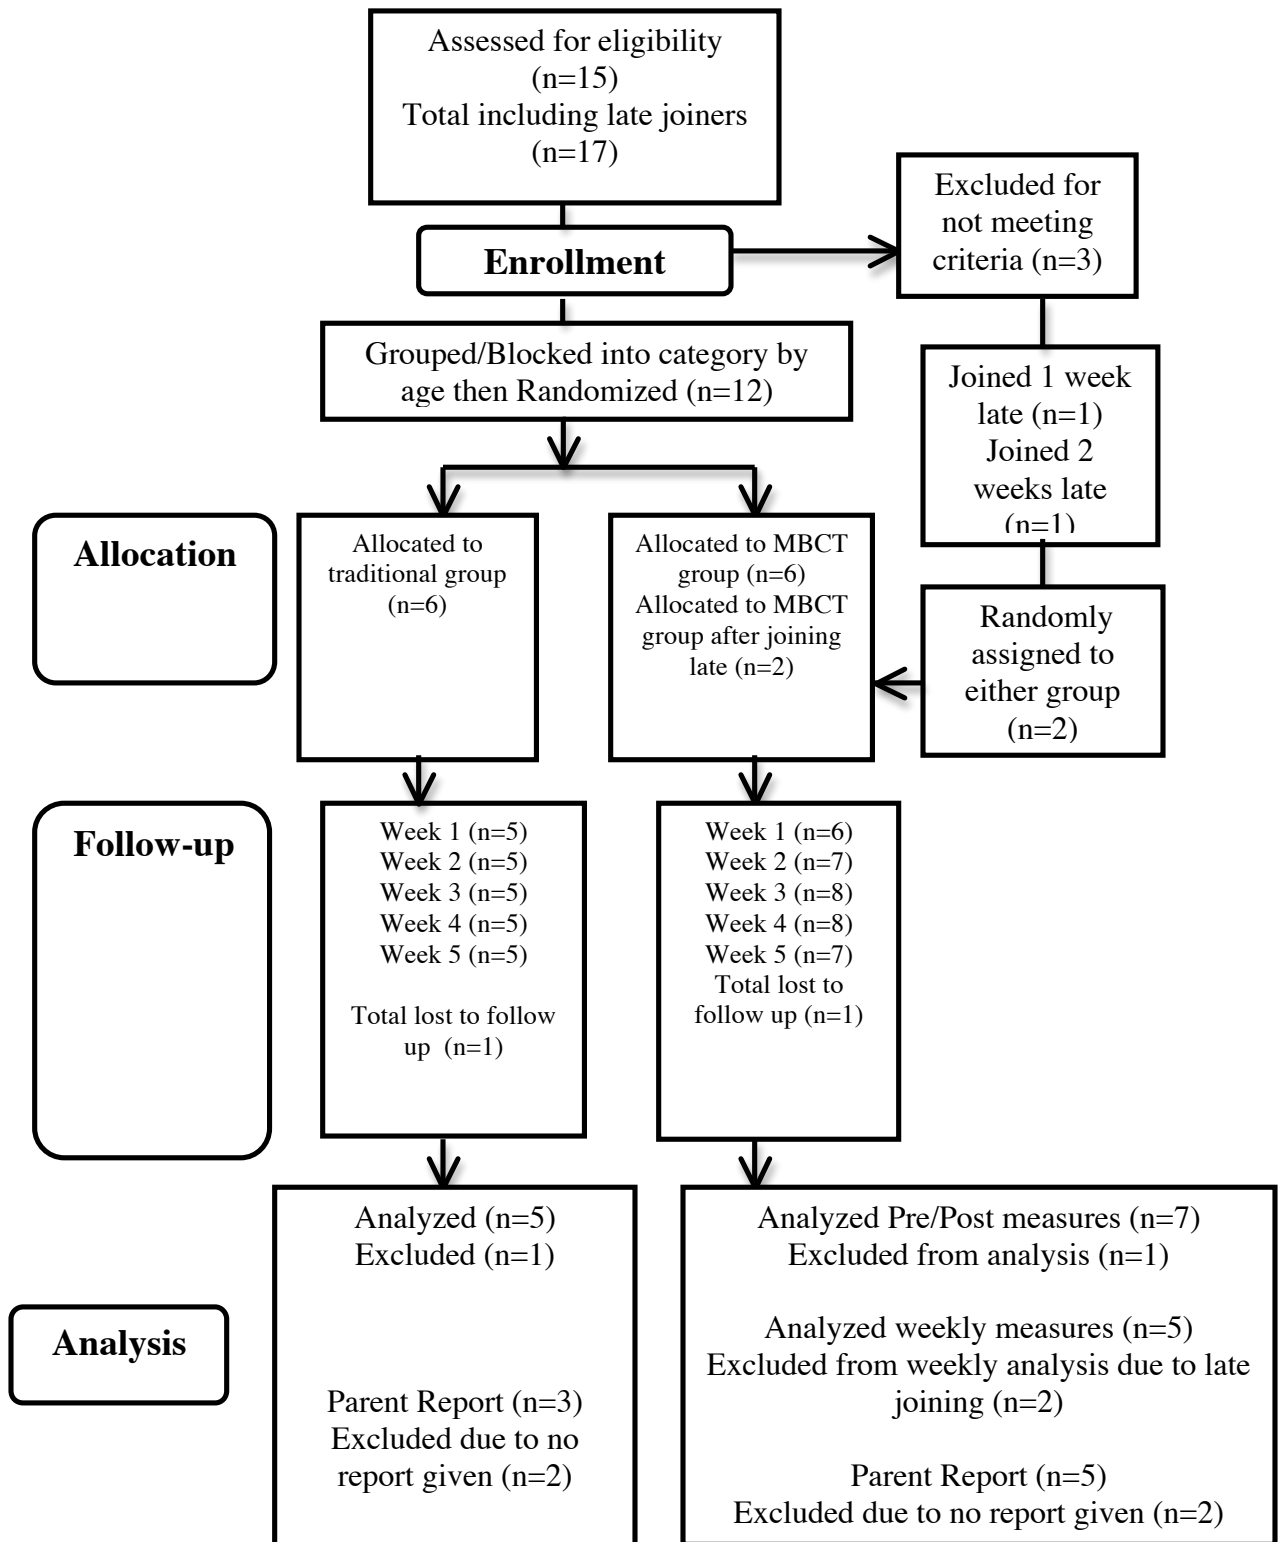 Assessed for eligibility
(n=15)
Total including late joiners
(n=17)
Excluded for
not meeting
criteria (n=3)
Enrollment
Grouped/Blocked into category by
age then Randomized (n=12)
Joined 1 week
late (n=1)
Joined 2
weeks late
(n=1)
Allocation
Allocated to
traditional group
(n=6)
Allocated to MBCT
group (n=6)
Allocated to MBCT
group after joining
late (n=2)
Randomly
assigned to
either group
(n=2)
Follow-up
Week 1 (n=5)
Week 2 (n=5)
Week 3 (n=5)
Week 4 (n=5)
Week 5 (n=5)
Total lost to follow
up (n=1)
Week 1 (n=6)
Week 2 (n=7)
Week 3 (n=8)
Week 4 (n=8)
Week 5 (n=7)
Total lost to
follow up (n=1)
Analysis
Analyzed (n=5)
Excluded (n=1)
Parent Report (n=3)
Excluded due to no
report given (n=2)
Analyzed Pre/Post measures (n=7)
Excluded from analysis (n=1)
Analyzed weekly measures (n=5)
Excluded from weekly analysis due to late
joining (n=2)
Parent Report (n=5)
Excluded due to no report given (n=2)